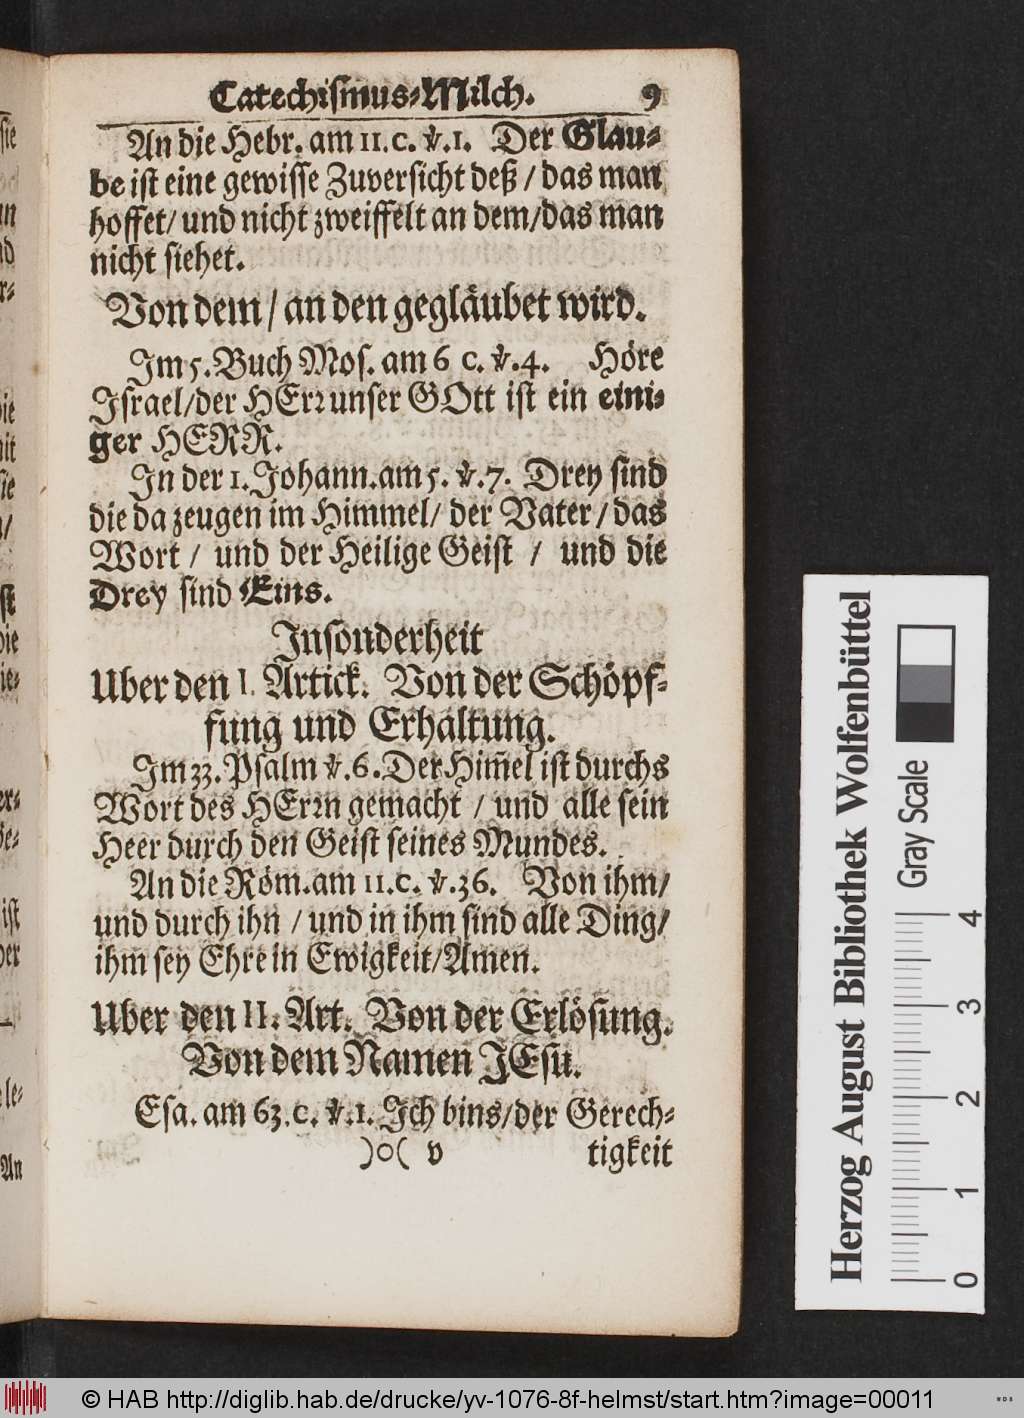 Catechismus-Milch. 9
An die Hebr. am 11. c. v. 1. Der Glau-
be ist eine gewisse Zuversicht deß / das man
hoffet/ und nicht zweiffelt an dem/das man
nicht siehet.
Von dem / an den gegläubet wird.
Im 5. Buch Mos. am 6 c. v. 4. Höre
Israel/der HErr unser GOtt ist ein eini-
ger HERR.
In der 1. Johann. am 5. v. 7. Drey sind
die da zeugen im Himmel/ der Vater / das
Wort / und der Heilige Geist / und die
Drey sind Eins.
Insonderheit
Uber den I. Artick. Von der Schöpf-
fung und Erhaltung.
Im 33. Psalm v. 6. Der Him̃el ist durchs
Wort des HErrn gemacht / und alle sein
Heer durch den Geist seines Mundes.
An die Röm. am 11. c. v. 36. Von ihm/
und durch ihn / und in ihm sind alle Ding/
ihm sey Ehre in Ewigkeit/Amen.
Uber den II. Art. Von der Erlösung.
Von dem Namen JEsu.
Esa. am 63. c. v. 1. Ich bins/der Gerech-
)o( v tigkeit
Herzog August Bibliothek Wolfenbüttel
Gray Scale
0 1 2 3 4
© HAB http://diglib.hab.de/drucke/yv-1076-8f-helmst/start.htm?image=00011